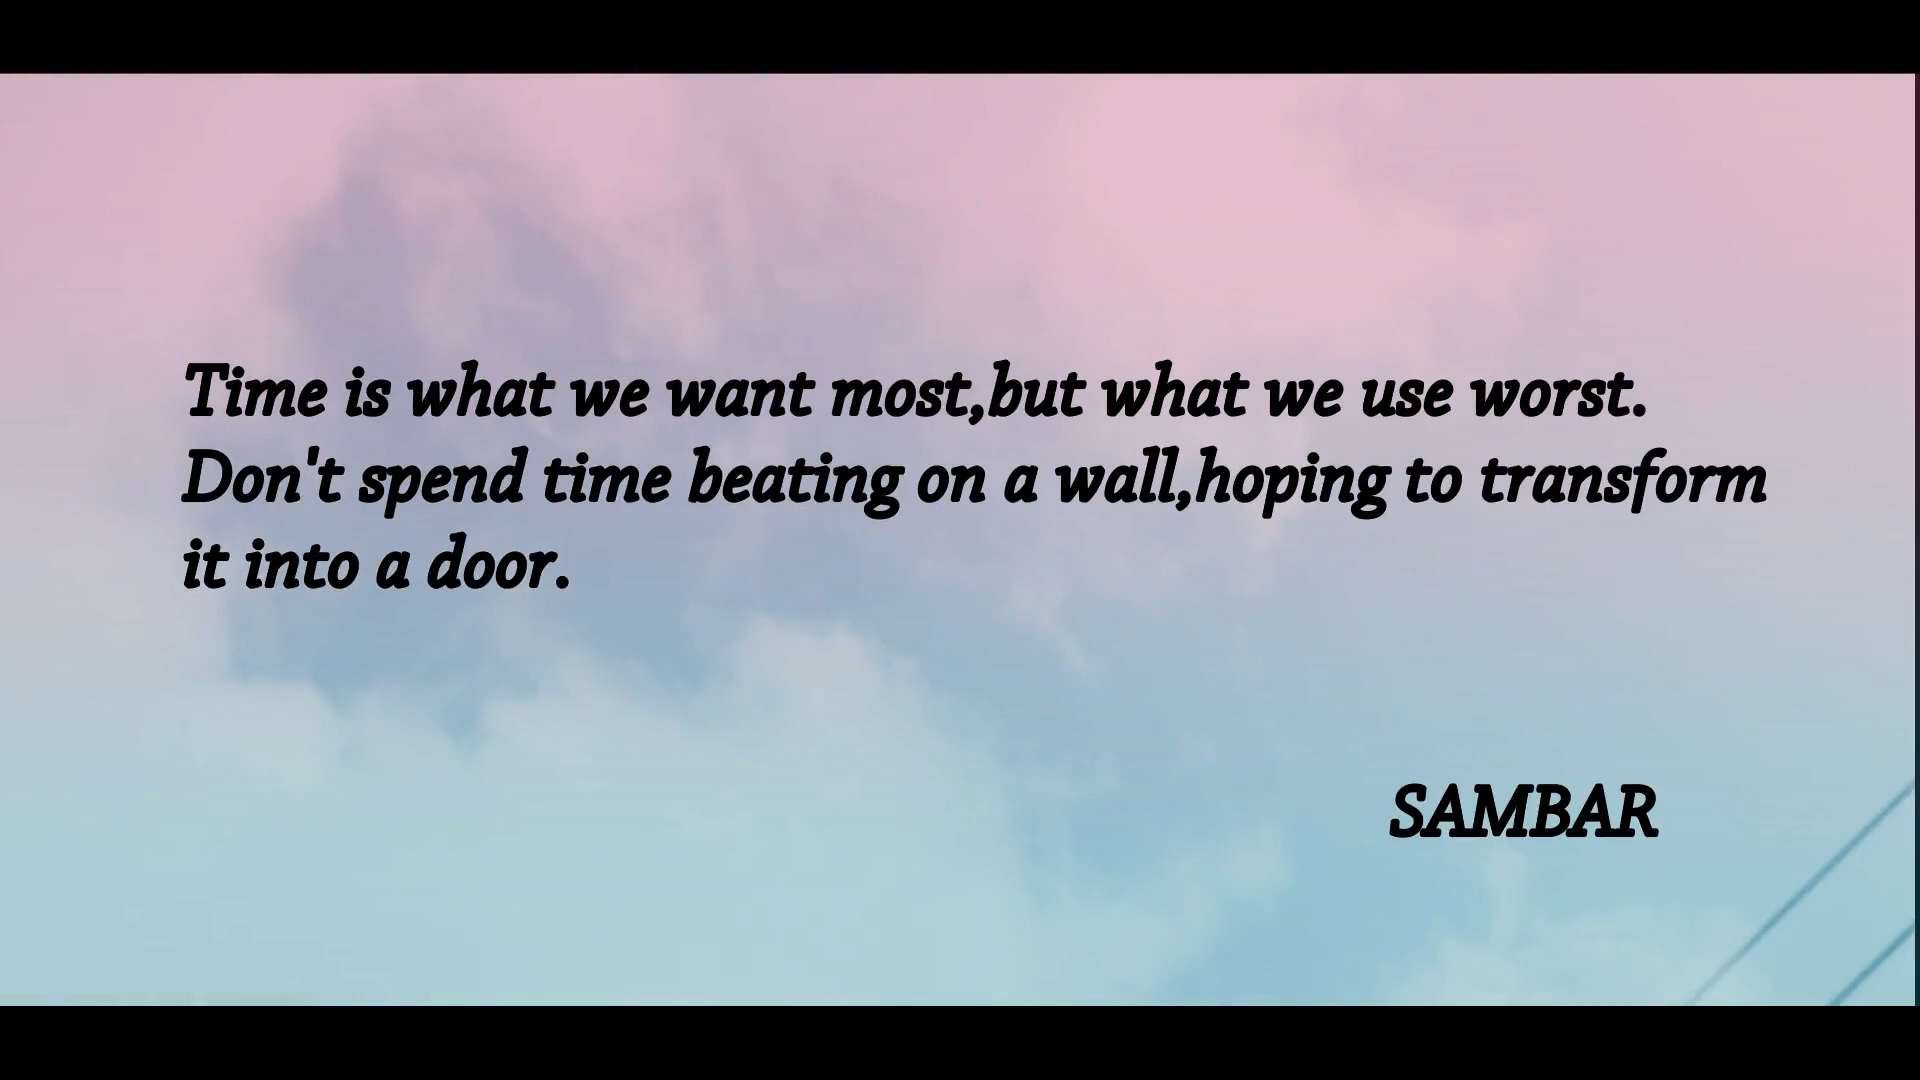 Time is what we want most,but what we use worst.
Don't spend time beating on a wall,hoping to transform
it into a door.
SAMBAR